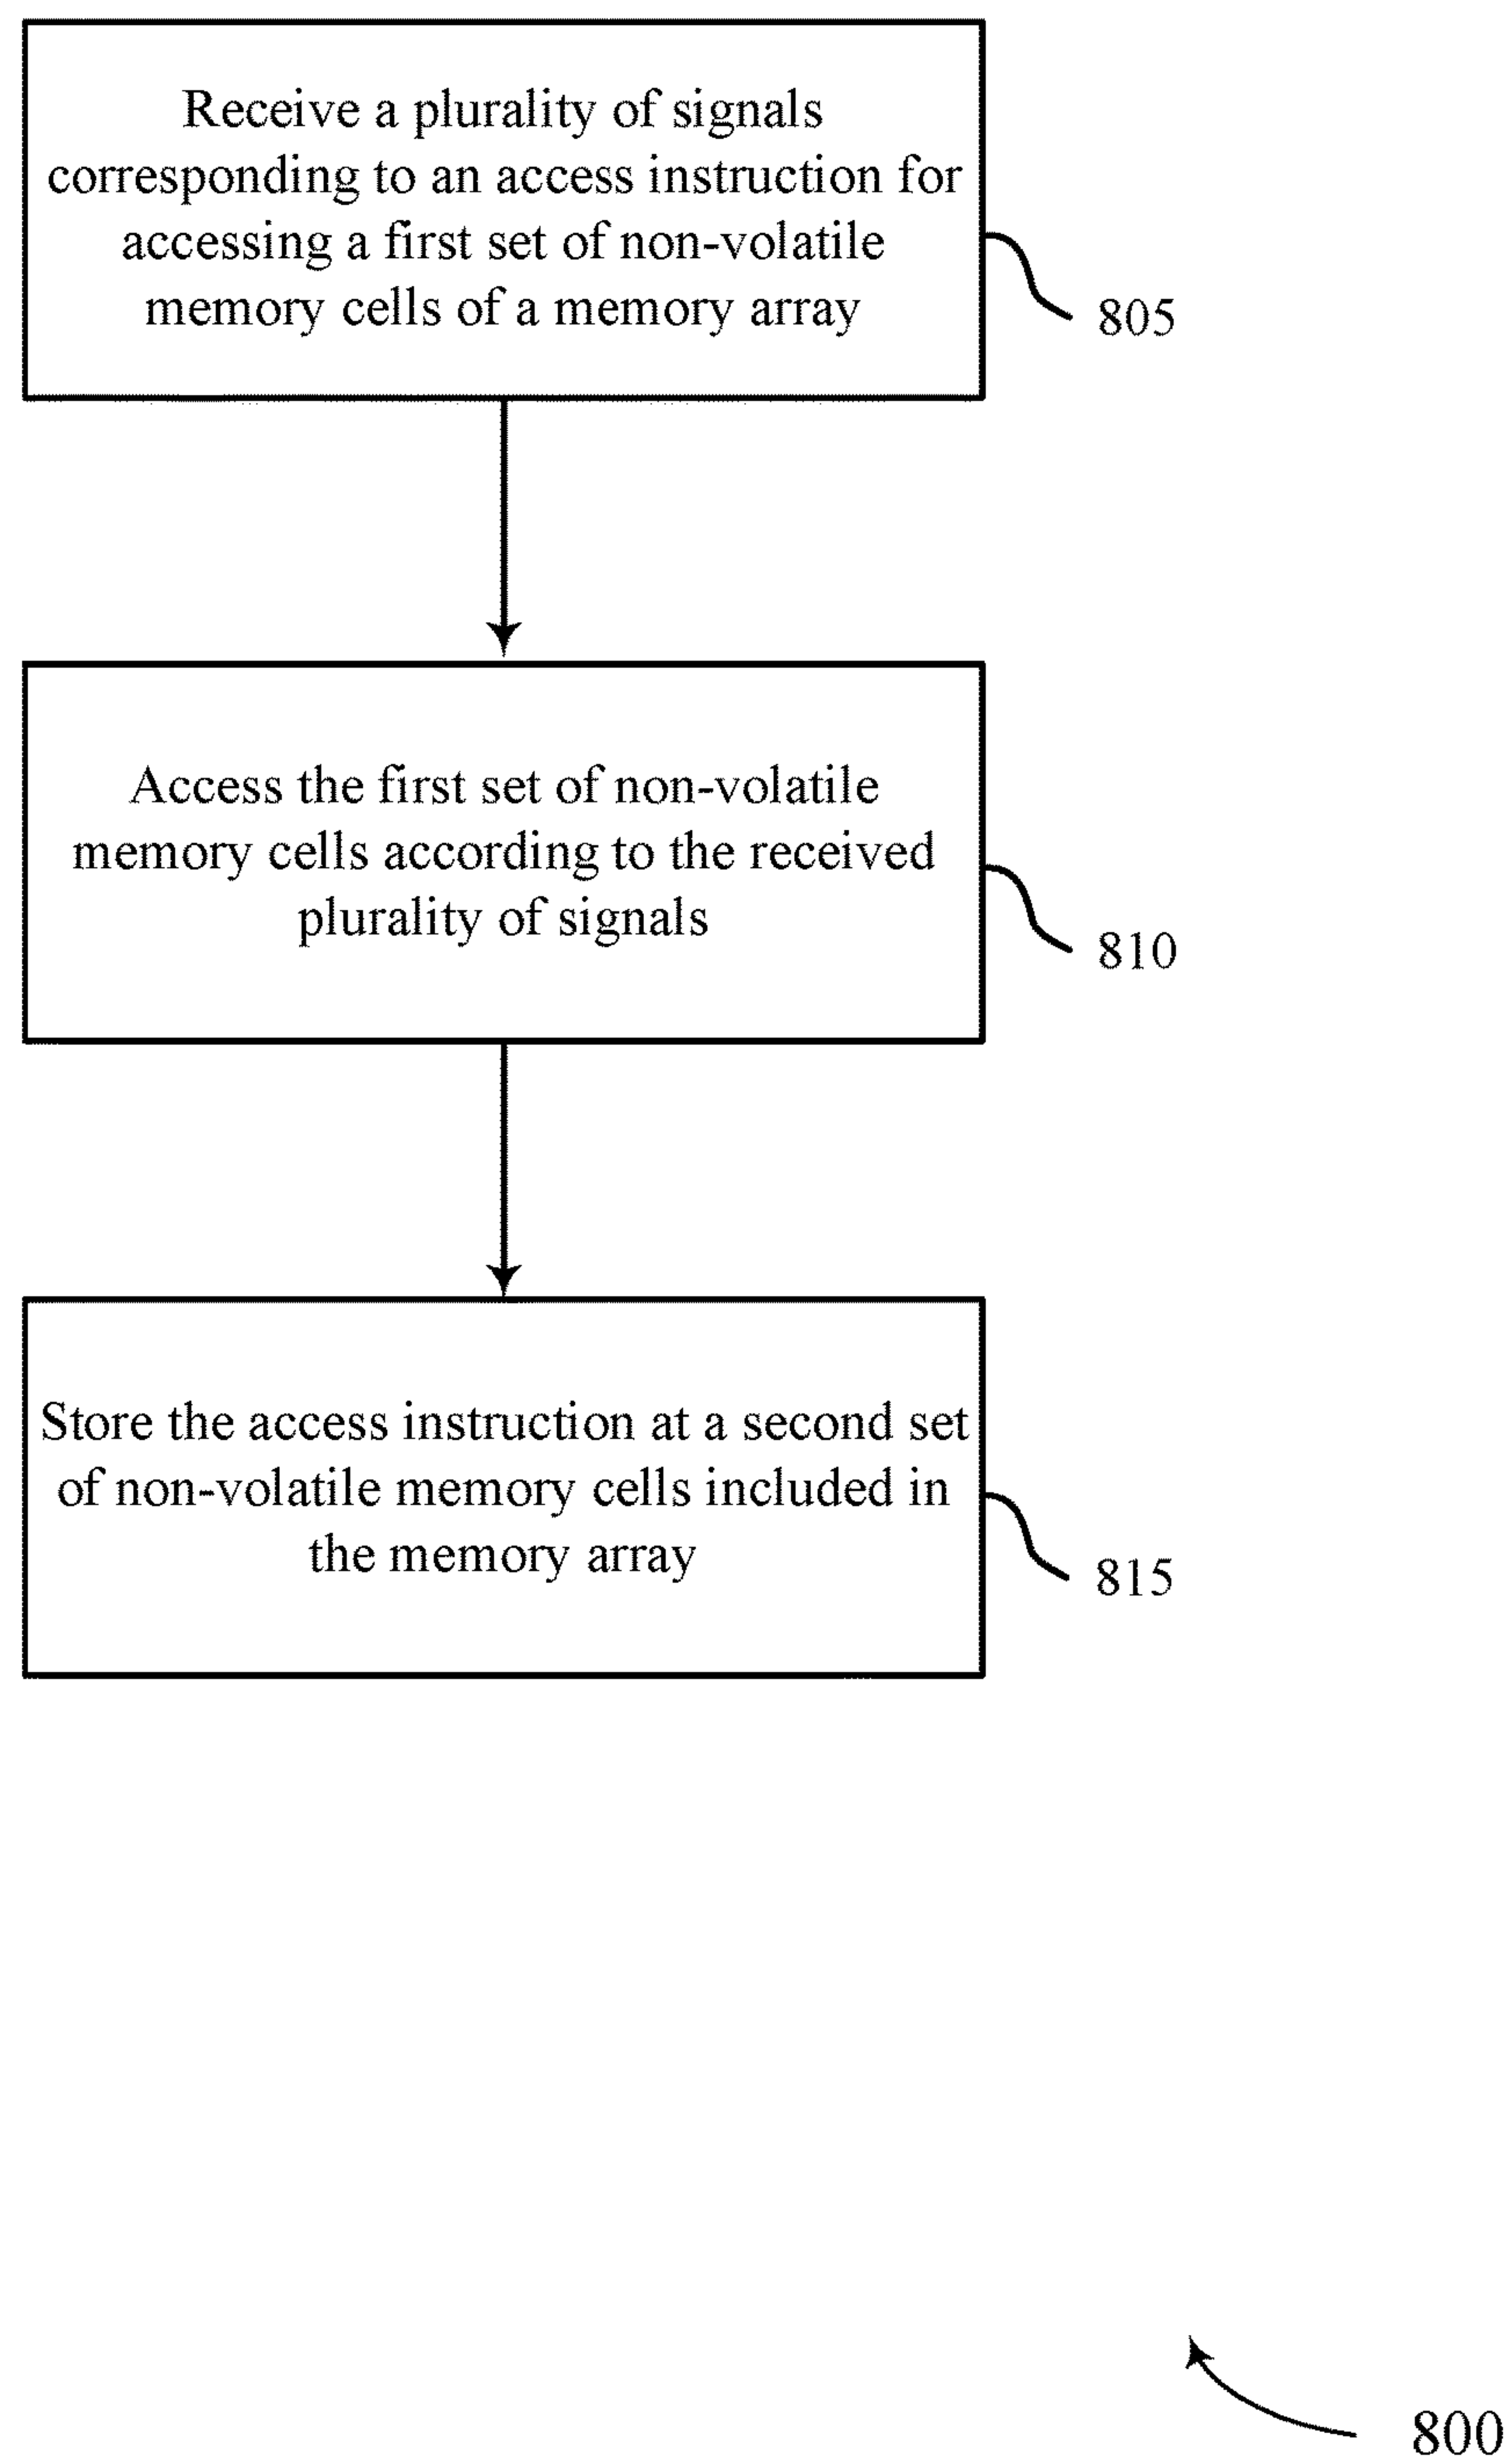 Receive a plurality of signals
corresponding to an access instruction for
accessing a first set of non-volatile
memory cells of a memory array
805
Access the first set of non-volatile
memory cells according to the received
plurality of signals
810
Store the access instruction at a second set
of non-volatile memory cells included in
the memory array
815
800